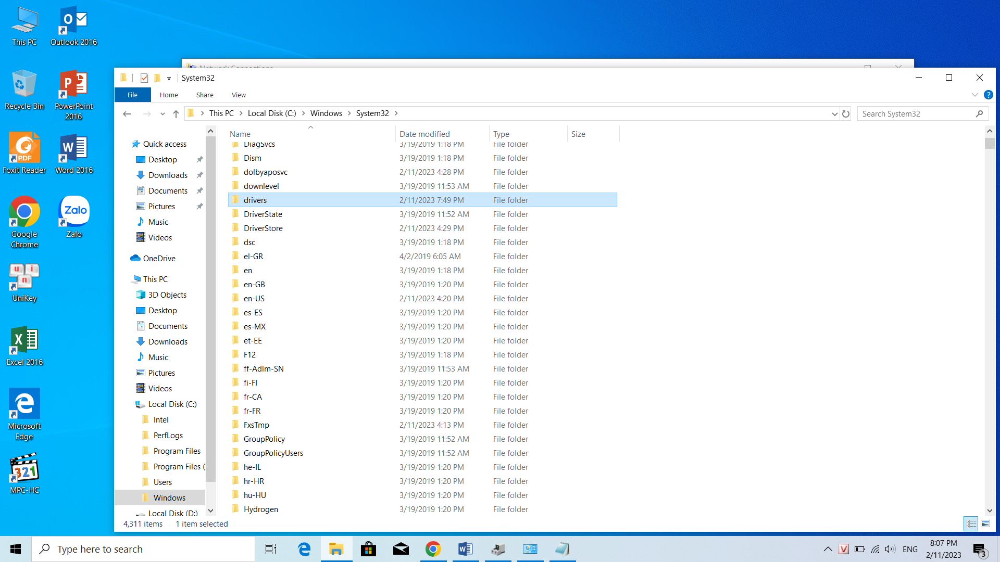 This PC
Outlook 2016
Recycle Bin
PowerPoint
2016
Foxit Reader
Word 2016
Google
Chrome
Zalo
UniKey
Excel 2016
Microsoft
Edge
MPC-HC
Network Connections
System32
File Home Share View
This PC > Local Disk (C:) > Windows > System32 >
Search System32
Quick access
Desktop
Downloads
Documents
Pictures
Music
Videos
OneDrive
This PC
3D Objects
Desktop
Documents
Downloads
Music
Pictures
Videos
Local Disk (C:)
Intel
PerfLogs
Program Files
Program Files (
Users
Windows
Local Disk (D:)
Name Date modified Type Size
DiagSvcs 3/19/2019 1:18 PM File folder
Dism 3/19/2019 1:18 PM File folder
dolbyaposvc 2/11/2023 4:28 PM File folder
downlevel 3/19/2019 11:53 AM File folder
drivers 2/11/2023 7:49 PM File folder
DriverState 3/19/2019 11:52 AM File folder
DriverStore 2/11/2023 4:29 PM File folder
dsc 3/19/2019 1:18 PM File folder
el-GR 4/2/2019 6:05 AM File folder
en 3/19/2019 1:18 PM File folder
en-GB 3/19/2019 1:20 PM File folder
en-US 2/11/2023 4:20 PM File folder
es-ES 3/19/2019 1:20 PM File folder
es-MX 3/19/2019 1:20 PM File folder
et-EE 3/19/2019 1:20 PM File folder
F12 3/19/2019 1:18 PM File folder
ff-Adlm-SN 3/19/2019 11:53 AM File folder
fi-FI 3/19/2019 1:20 PM File folder
fr-CA 3/19/2019 1:20 PM File folder
fr-FR 3/19/2019 1:20 PM File folder
FxsTmp 2/11/2023 4:13 PM File folder
GroupPolicy 3/19/2019 11:52 AM File folder
GroupPolicyUsers 3/19/2019 11:52 AM File folder
he-IL 3/19/2019 1:20 PM File folder
hr-HR 3/19/2019 1:20 PM File folder
hu-HU 3/19/2019 1:20 PM File folder
Hydrogen 3/19/2019 1:20 PM File folder
4,311 items 1 item selected
Type here to search
ENG
8:07 PM
2/11/2023
3